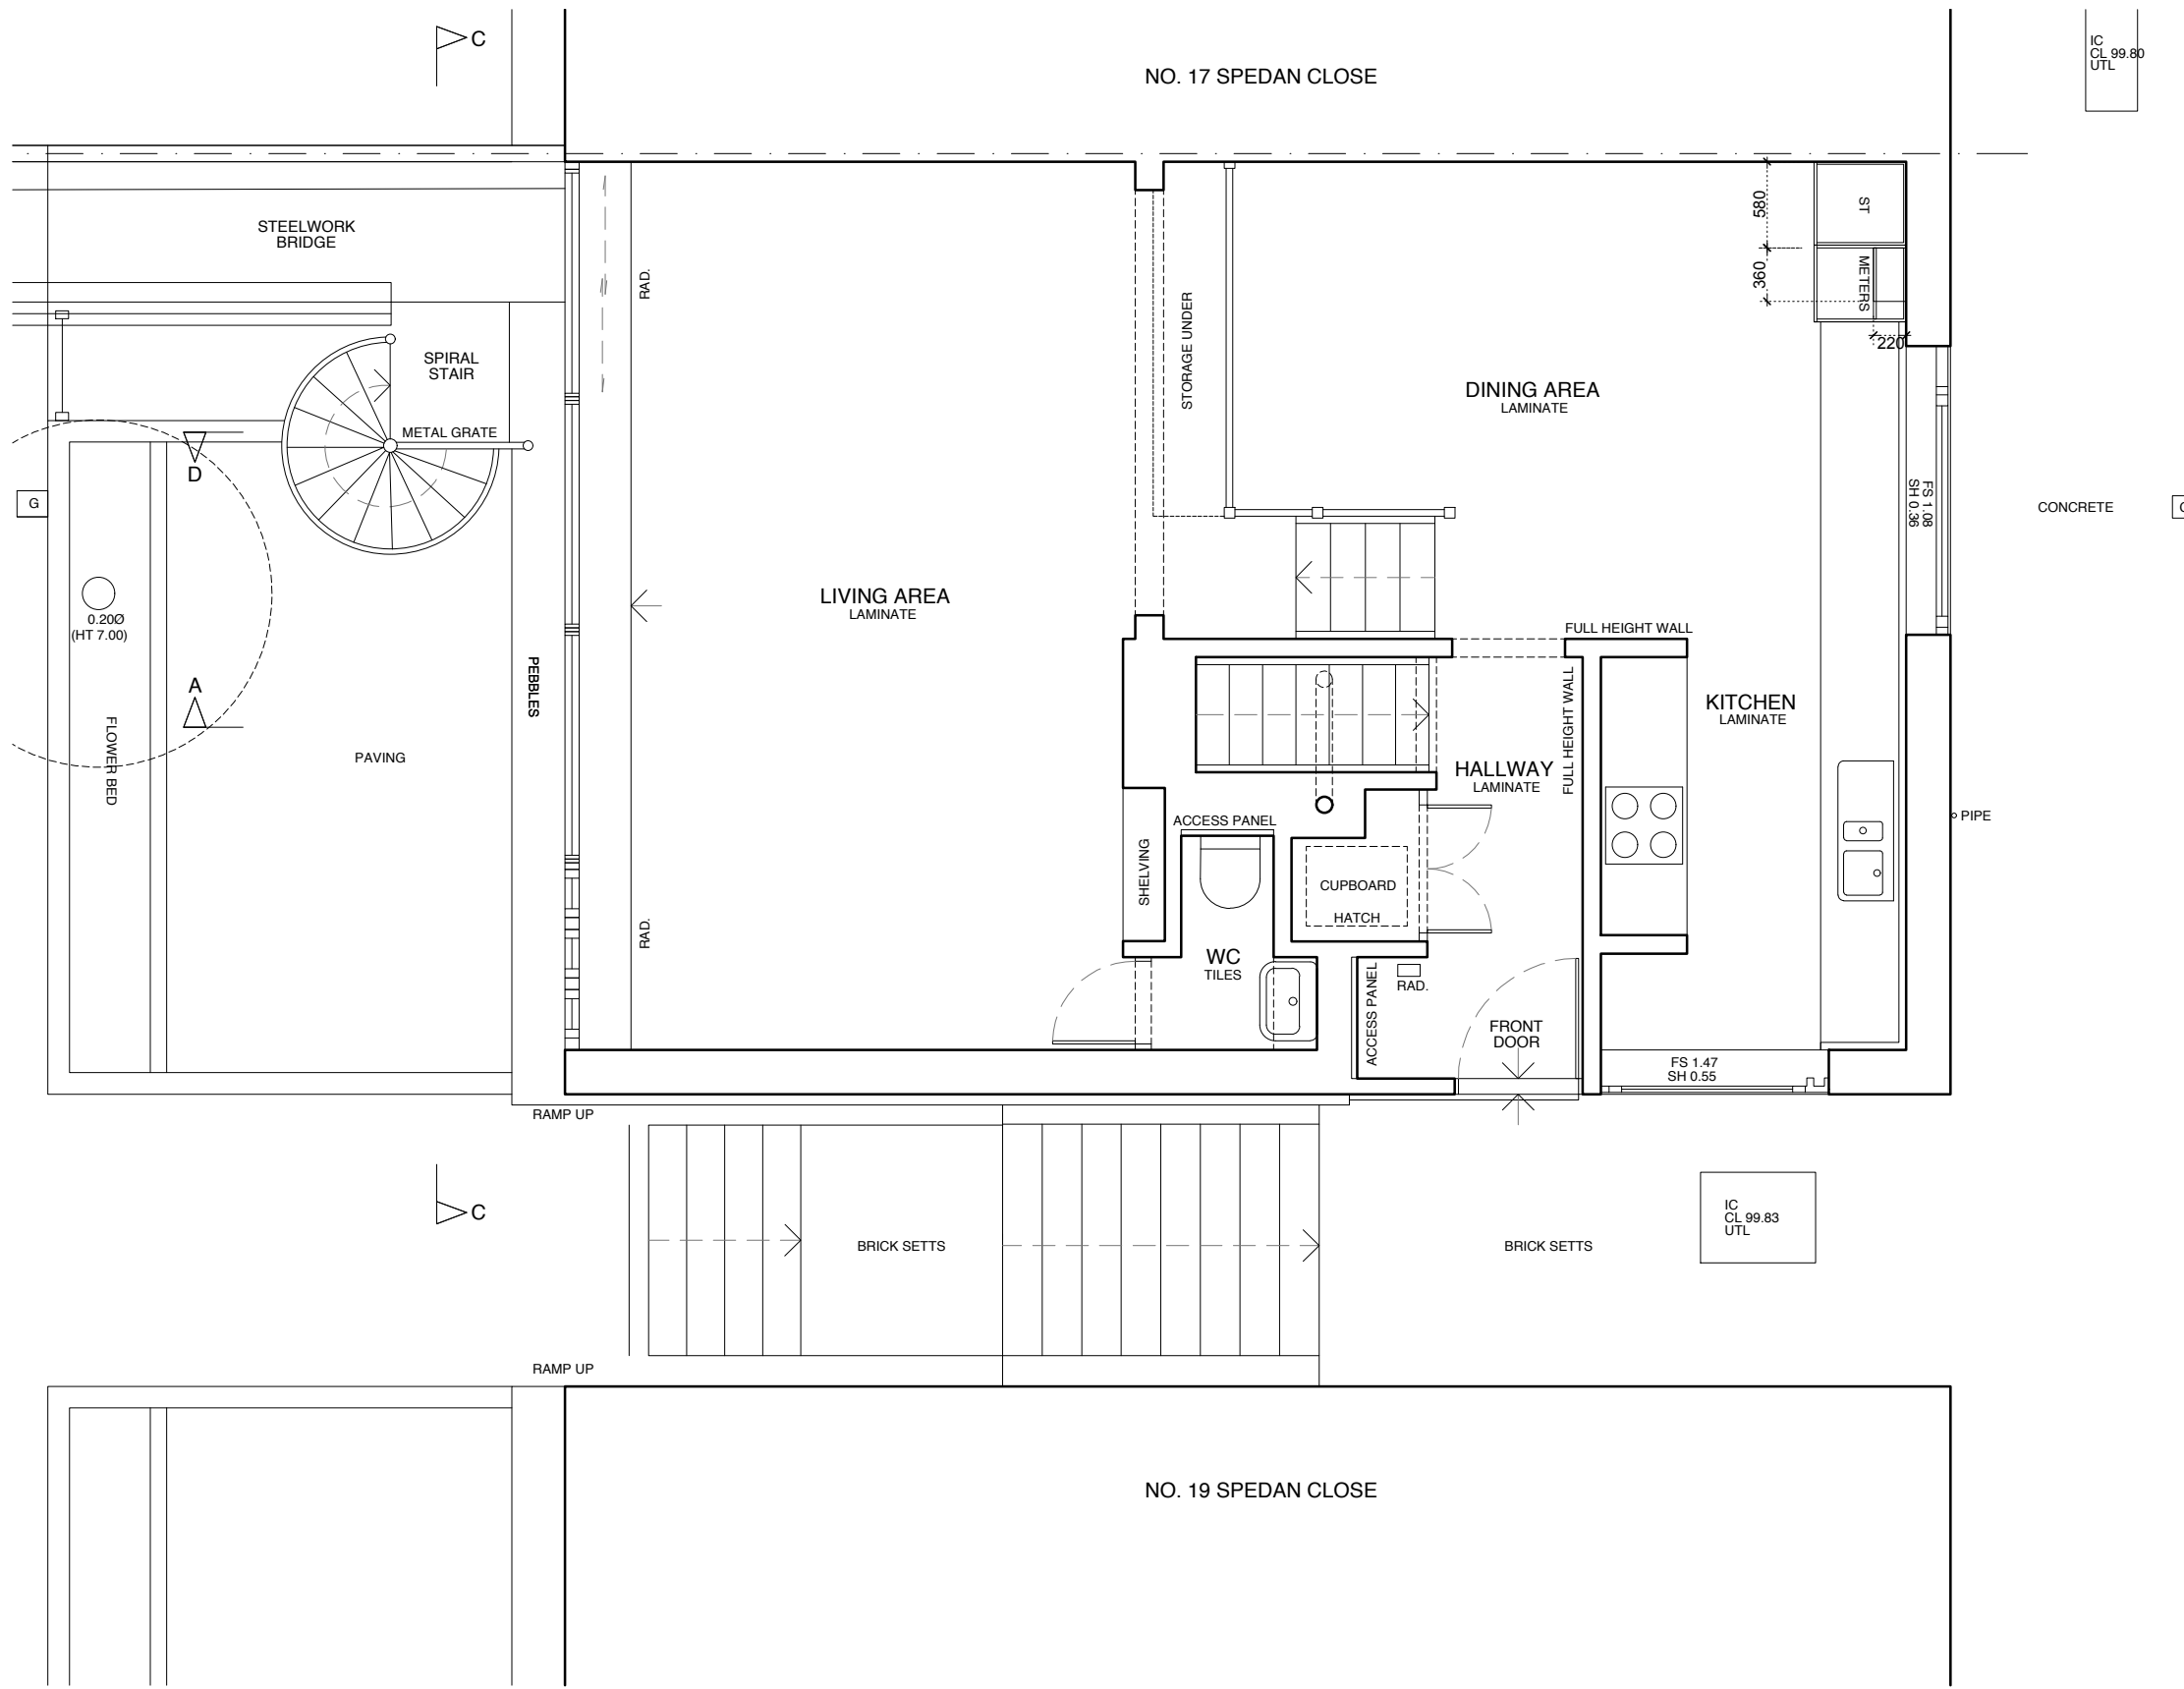 C
NO. 17 SPEDAN CLOSE
IC
CL 99.80
UTL
STEELWORK
BRIDGE
RAD.
STORAGE UNDER
580
360
ST
METERS
220
SPIRAL
STAIR
METAL GRATE
D
G
DINING AREA
LAMINATE
FS 1.08
SH 0.36
CONCRETE
0.20Ø
(HT 7.00)
LIVING AREA
LAMINATE
FULL HEIGHT WALL
FULL HEIGHT WALL
A
PEBBLES
FLOWER BED
PAVING
KITCHEN
LAMINATE
HALLWAY
LAMINATE
ACCESS PANEL
PIPE
SHELVING
CUPBOARD
HATCH
RAD.
WC
TILES
ACCESS PANEL
RAD.
FRONT
DOOR
FS 1.47
SH 0.55
RAMP UP
C
BRICK SETTS
BRICK SETTS
IC
CL 99.83
UTL
RAMP UP
NO. 19 SPEDAN CLOSE